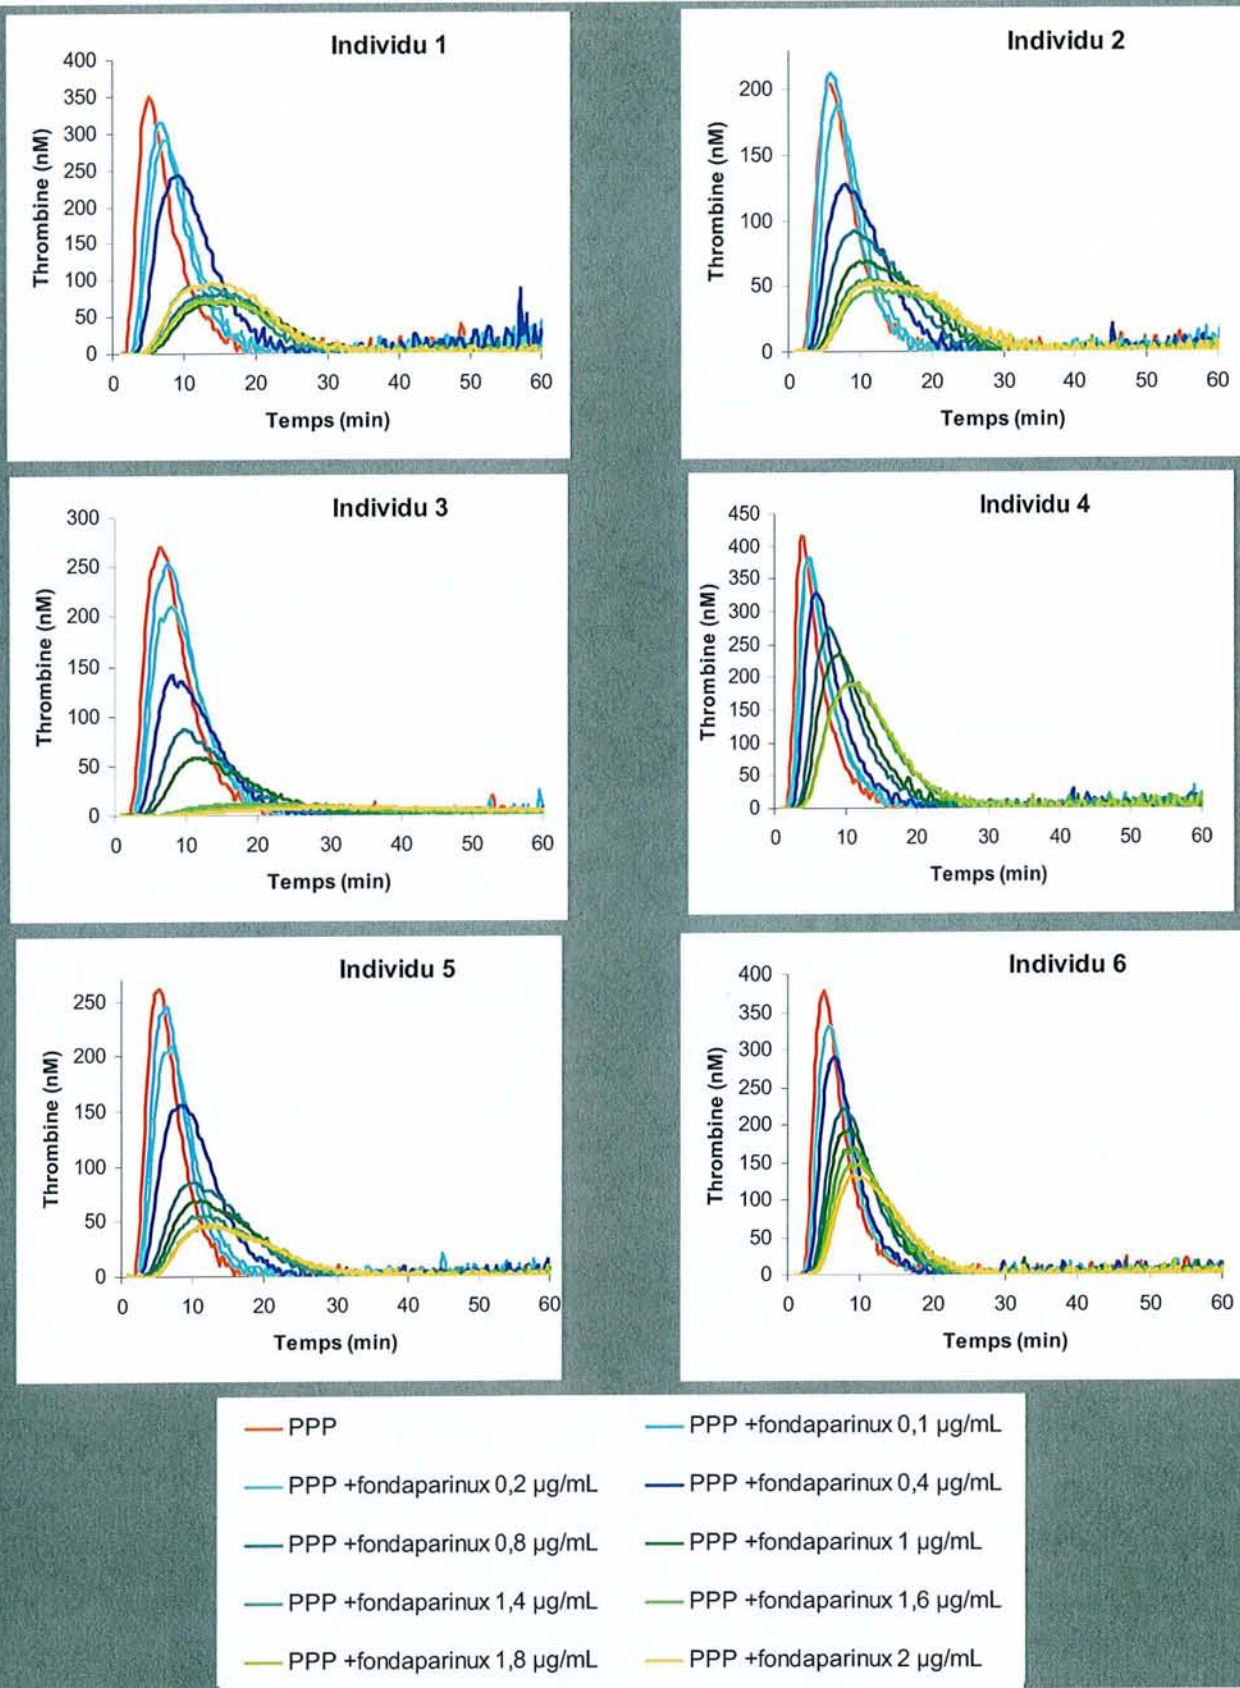 Individu 1
400
350
300
250
200
150
100
50
0
Thrombine (nM)
0 10 20 30 40 50 60
Temps (min)
Individu 2
200
150
100
50
0
Thrombine (nM)
0 10 20 30 40 50 60
Temps (min)
Individu 3
300
250
200
150
100
50
0
Thrombine (nM)
0 10 20 30 40 50 60
Temps (min)
Individu 4
450
400
350
300
250
200
150
100
50
0
Thrombine (nM)
0 10 20 30 40 50 60
Temps (min)
Individu 5
250
200
150
100
50
0
Thrombine (nM)
0 10 20 30 40 50 60
Temps (min)
Individu 6
400
350
300
250
200
150
100
50
0
Thrombine (nM)
0 10 20 30 40 50 60
Temps (min)
PPP
PPP +fondaparinux 0,1 µg/mL
PPP +fondaparinux 0,2 µg/mL
PPP +fondaparinux 0,4 µg/mL
PPP +fondaparinux 0,8 µg/mL
PPP +fondaparinux 1 µg/mL
PPP +fondaparinux 1,4 µg/mL
PPP +fondaparinux 1,6 µg/mL
PPP +fondaparinux 1,8 µg/mL
PPP +fondaparinux 2 µg/mL